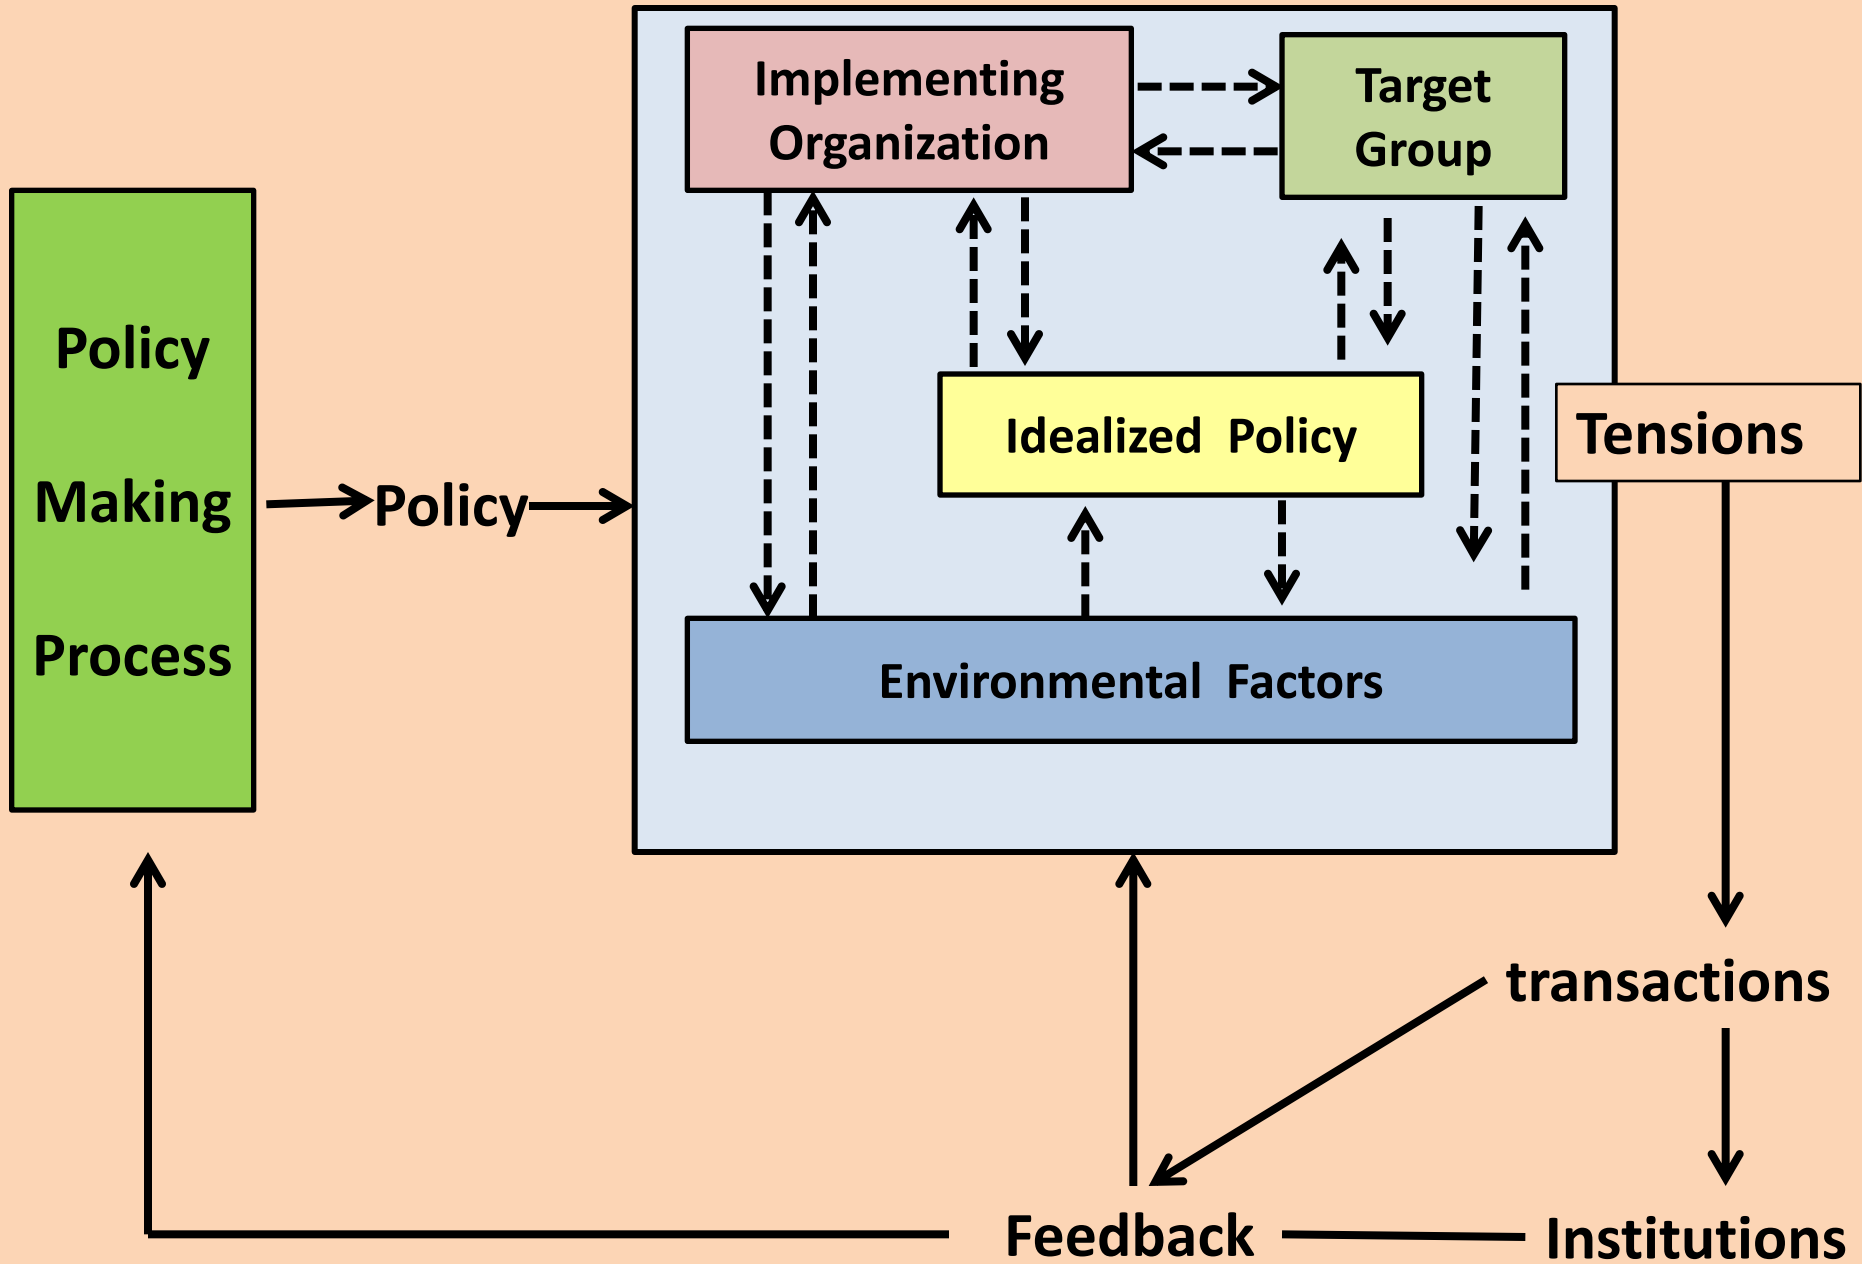 Implementing
Organization
Target
Group
Policy
Making
Process
Policy
Idealized Policy
Tensions
Environmental Factors
transactions
Feedback
Institutions